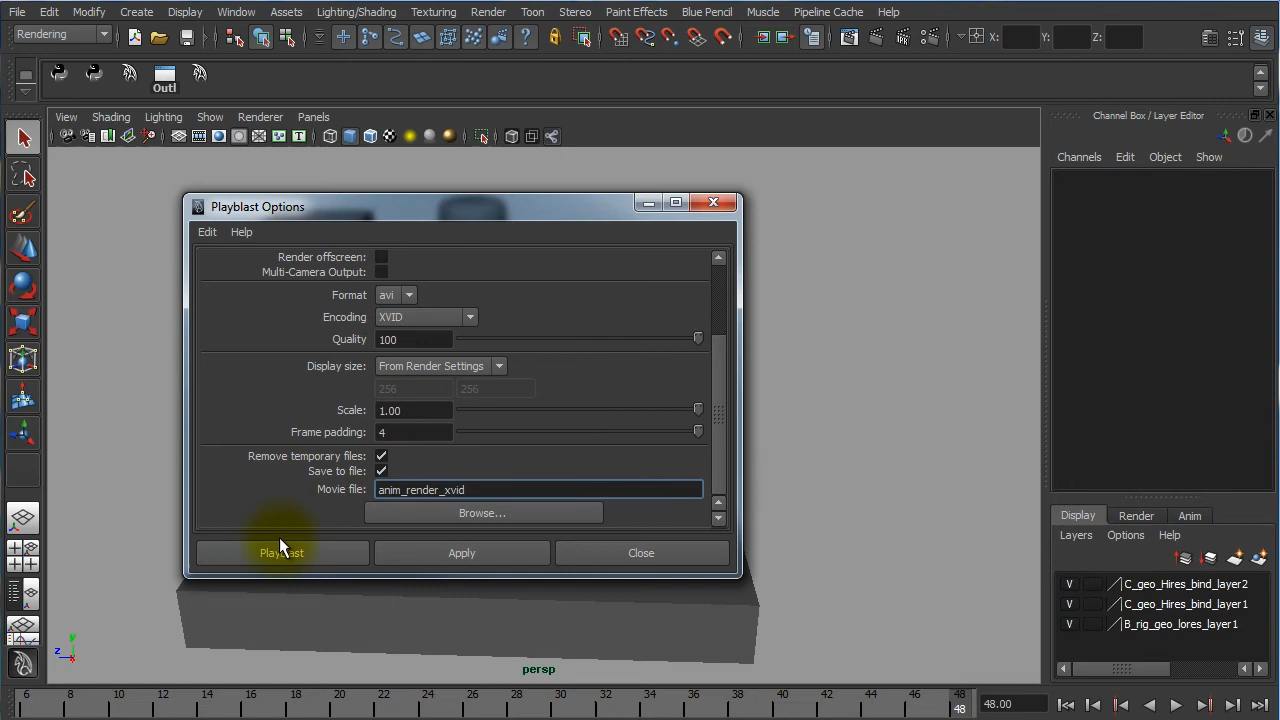 File Edit Modify Create Display Window Assets Lighting/Shading Texturing Render Toon Stereo Paint Effects Blue Pencil Muscle Pipeline Cache Help
Rendering X: Y: Z:
Outl
View Shading Lighting Show Renderer Panels
Channel Box / Layer Editor
Channels Edit Object Show
Playblast Options
Edit Help
Render offscreen:
Multi-Camera Output:
Format avi
Encoding XVID
Quality 100
Display size: From Render Settings
256 256
Scale: 1.00
Frame padding: 4
Remove temporary files:
Save to file:
Movie file: anim_render_xvid
Browse...
Playblast Apply Close
Display Render Anim
Layers Options Help
V C_geo_Hires_bind_layer2
V C_geo_Hires_bind_layer1
V B_rig_geo_lores_layer1
y
z x
persp
6 8 10 12 14 16 18 20 22 24 26 28 30 32 34 36 38 40 42 44 46 48
48 48.00